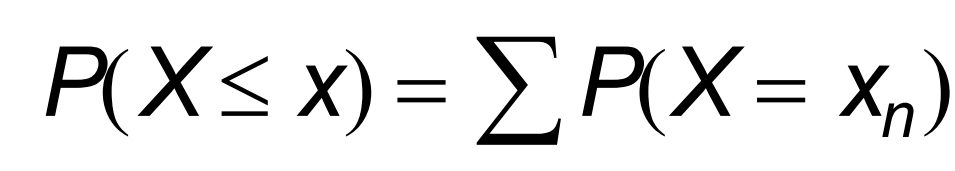 P(X ≤ x) = ∑ P(X = xₙ)